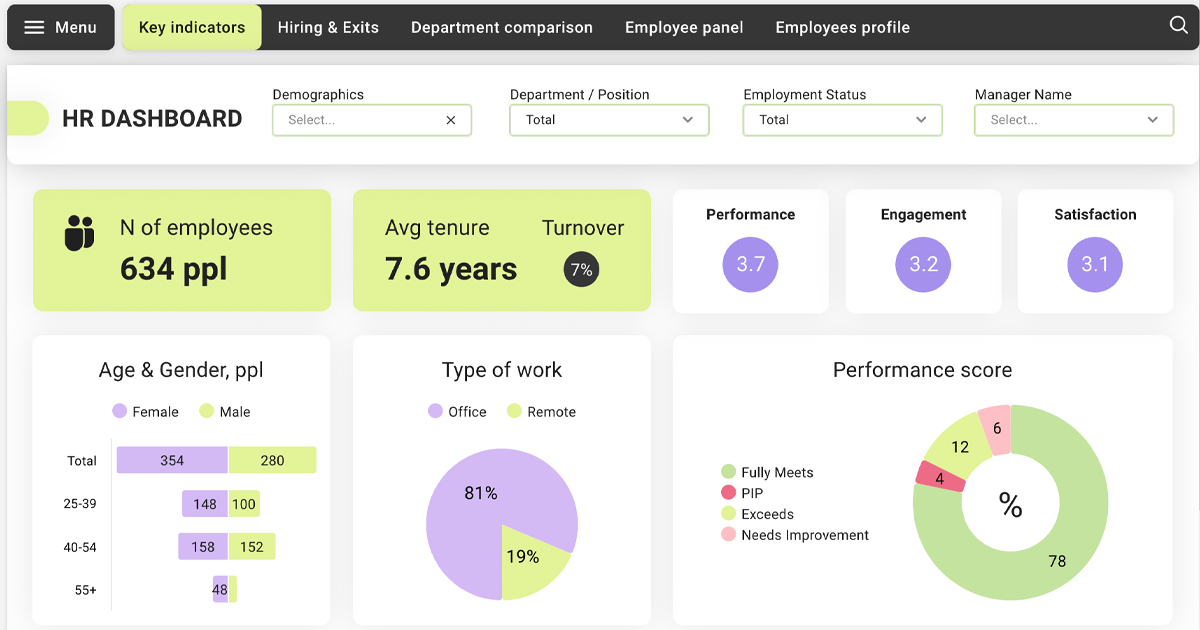 Menu
Key indicators
Hiring & Exits
Department comparison
Employee panel
Employees profile
HR DASHBOARD
Demographics
Select...
Department / Position
Total
Employment Status
Total
Manager Name
Select...
N of employees
634 ppl
Avg tenure
7.6 years
Turnover
7%
Performance
3.7
Engagement
3.2
Satisfaction
3.1
Age & Gender, ppl
Female Male
Total 354 280
25-39 148 100
40-54 158 152
55+ 48
Type of work
Office Remote
81%
19%
Performance score
Fully Meets
PIP
Exceeds
Needs Improvement
6
12
4
%
78